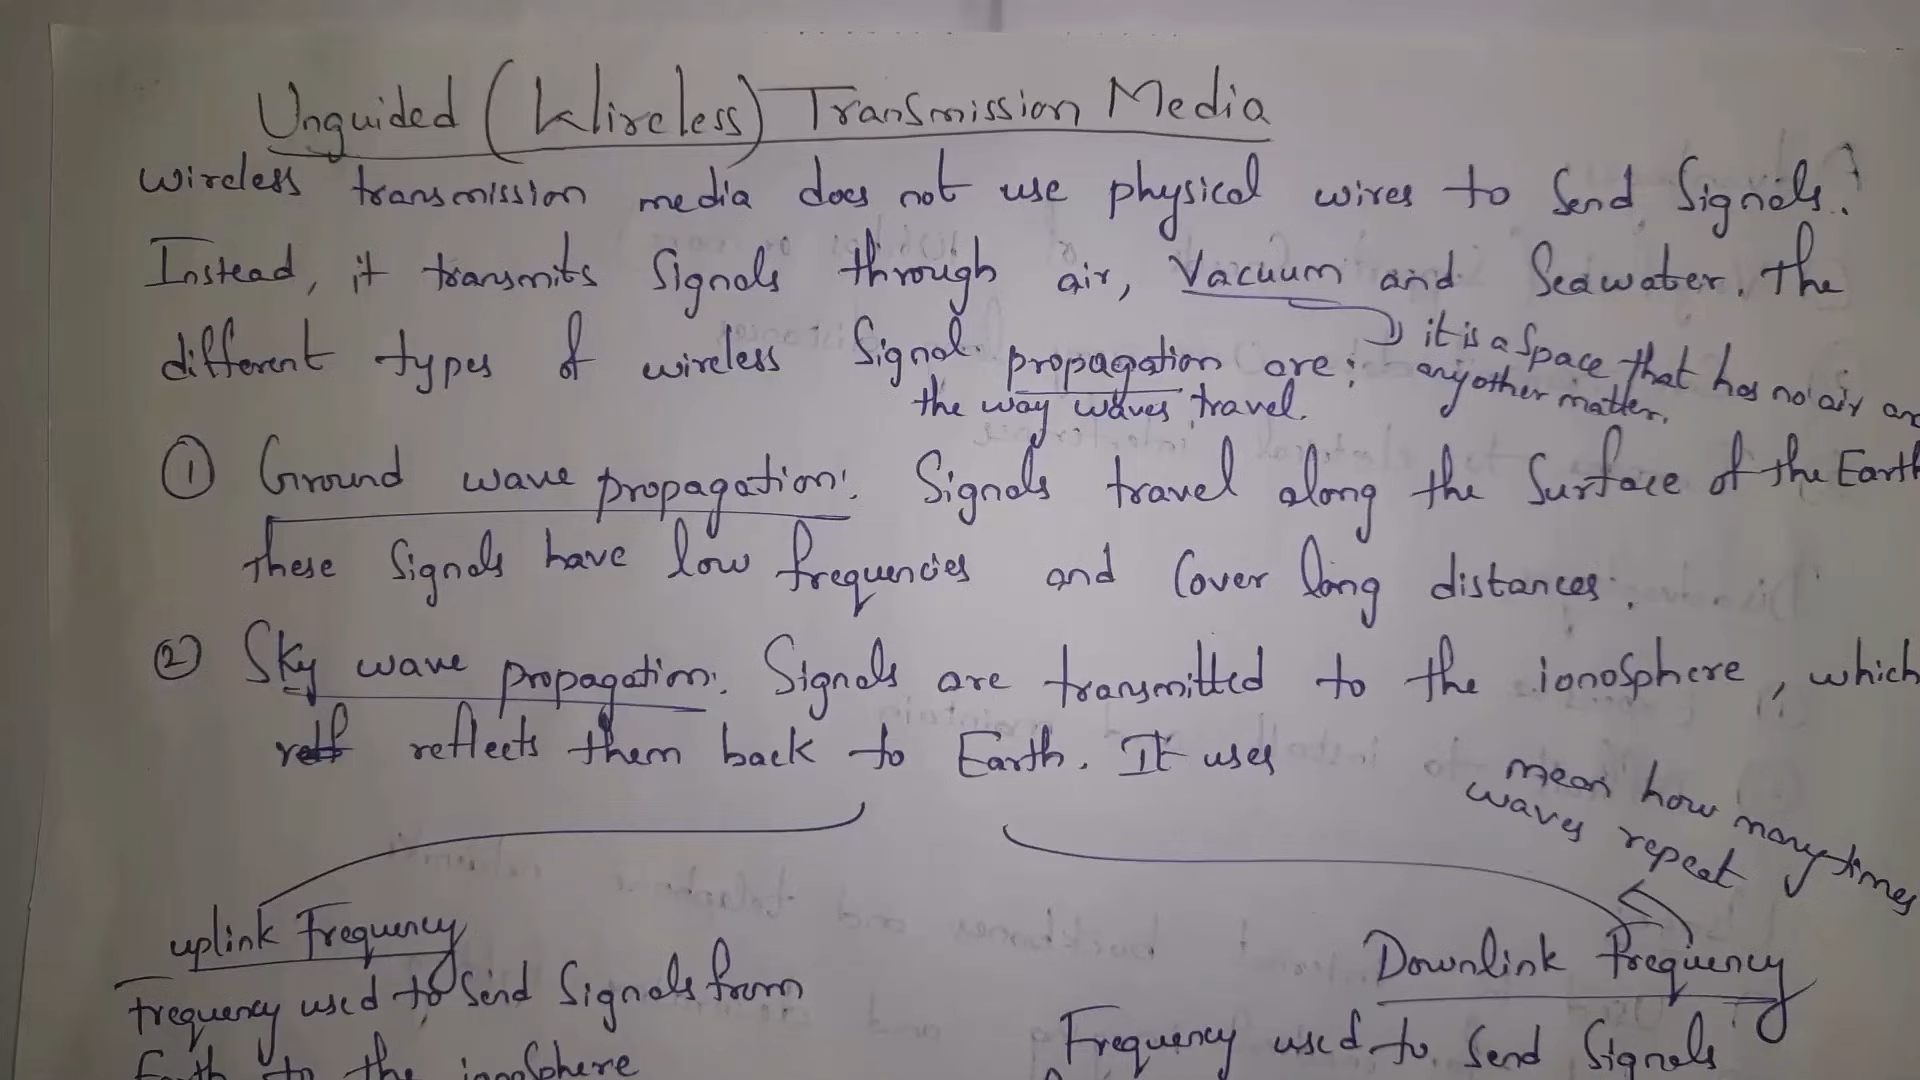 Unguided (Wireless) Transmission Media
wireless transmission media does not use physical wires to Send Signals.
Instead, it transmits Signals through air, Vacuum and Seawater. The
it is a Space that has no air
different types of wireless Signal propagation are:
any other matter.
the way waves travel.
① Ground wave propagation: Signals travel along the Surface of the Earth
these Signals have low frequencies and Cover long distances.
② Sky wave propagation: Signals are transmitted to the ionosphere, which
reflects them back to Earth. It uses
mean how many times
waves repeat
uplink Frequency
Downlink Frequency
Frequency used to Send Signals from
Frequency used to Send Signals
Earth to the ionosphere